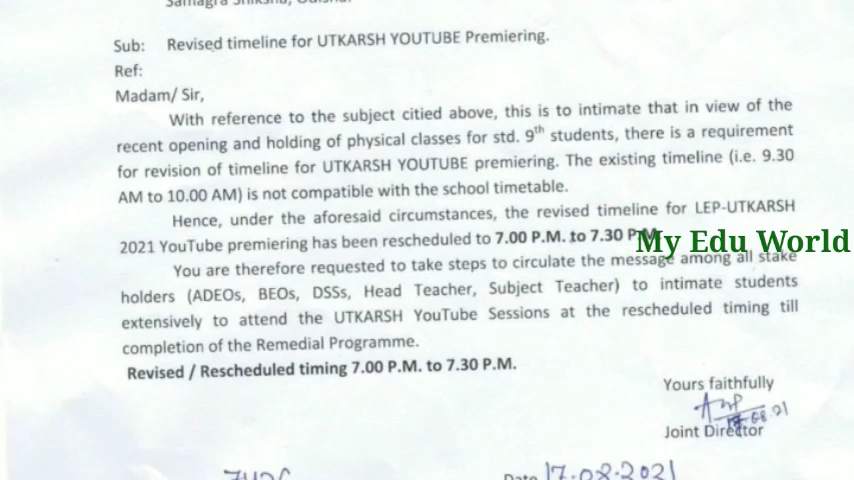 Samagra Shiksha, Odisha.
Sub: Revised timeline for UTKARSH YOUTUBE Premiering.
Ref:
Madam/ Sir,
With reference to the subject citied above, this is to intimate that in view of the
recent opening and holding of physical classes for std. 9th students, there is a requirement
for revision of timeline for UTKARSH YOUTUBE premiering. The existing timeline (i.e. 9.30
AM to 10.00 AM) is not compatible with the school timetable.
Hence, under the aforesaid circumstances, the revised timeline for LEP-UTKARSH
2021 YouTube premiering has been rescheduled to 7.00 P.M. to 7.30 P.M.
My Edu World
You are therefore requested to take steps to circulate the message among all stake
holders (ADEOs, BEOs, DSSs, Head Teacher, Subject Teacher) to intimate students
extensively to attend the UTKARSH YouTube Sessions at the rescheduled timing till
completion of the Remedial Programme.
Revised / Rescheduled timing 7.00 P.M. to 7.30 P.M.
Yours faithfully
17.08.21
Joint Director
Date 17.08.2021